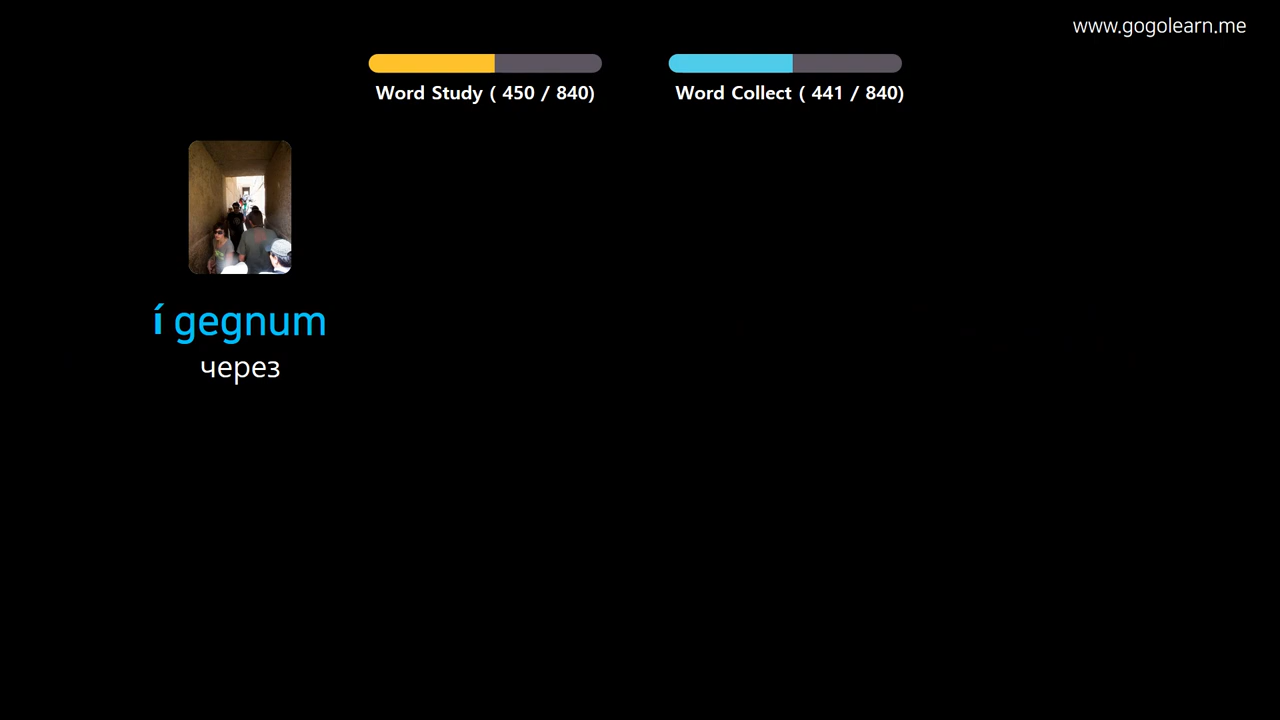 www.gogolearn.me
Word Study ( 450 / 840)
Word Collect ( 441 / 840)
í gegnum
через